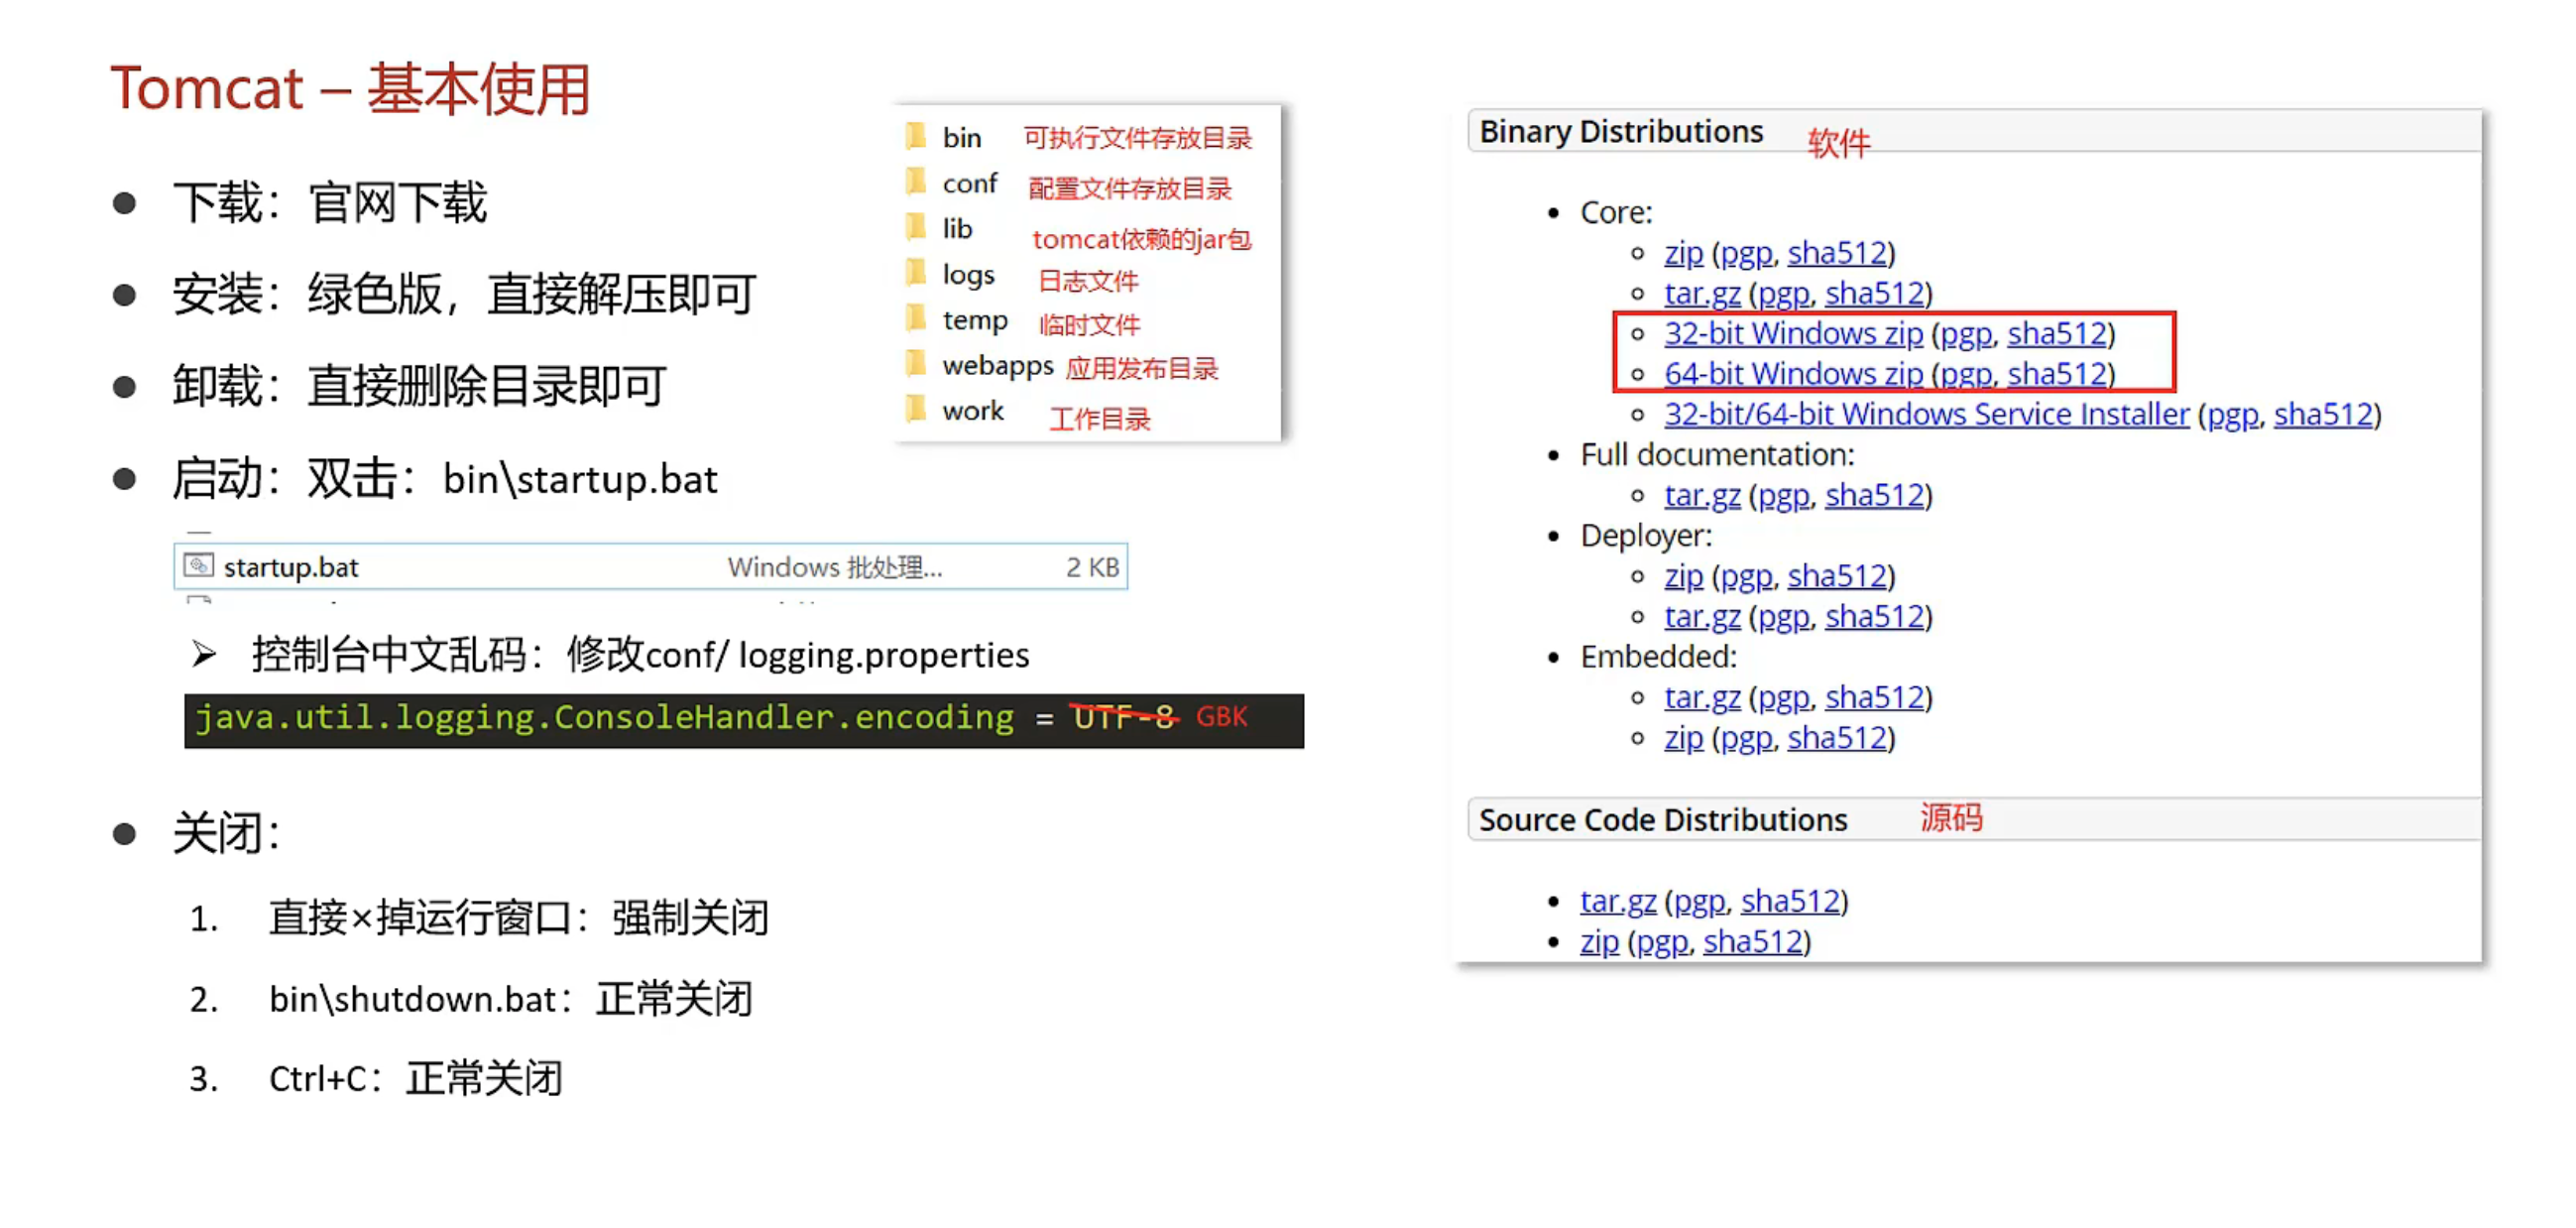 Tomcat – 基本使用
● 下载：官网下载
● 安装：绿色版，直接解压即可
● 卸载：直接删除目录即可
● 启动：双击：bin\startup.bat
startup.bat Windows 批处理... 2 KB
➢ 控制台中文乱码：修改conf/ logging.properties
java.util.logging.ConsoleHandler.encoding = UTF-8 GBK
● 关闭：
1. 直接×掉运行窗口：强制关闭
2. bin\shutdown.bat：正常关闭
3. Ctrl+C：正常关闭
bin 可执行文件存放目录
conf 配置文件存放目录
lib tomcat依赖的jar包
logs 日志文件
temp 临时文件
webapps 应用发布目录
work 工作目录
Binary Distributions 软件
• Core:
◦ zip (pgp, sha512)
◦ tar.gz (pgp, sha512)
◦ 32-bit Windows zip (pgp, sha512)
◦ 64-bit Windows zip (pgp, sha512)
◦ 32-bit/64-bit Windows Service Installer (pgp, sha512)
• Full documentation:
◦ tar.gz (pgp, sha512)
• Deployer:
◦ zip (pgp, sha512)
◦ tar.gz (pgp, sha512)
• Embedded:
◦ tar.gz (pgp, sha512)
◦ zip (pgp, sha512)
Source Code Distributions 源码
• tar.gz (pgp, sha512)
• zip (pgp, sha512)